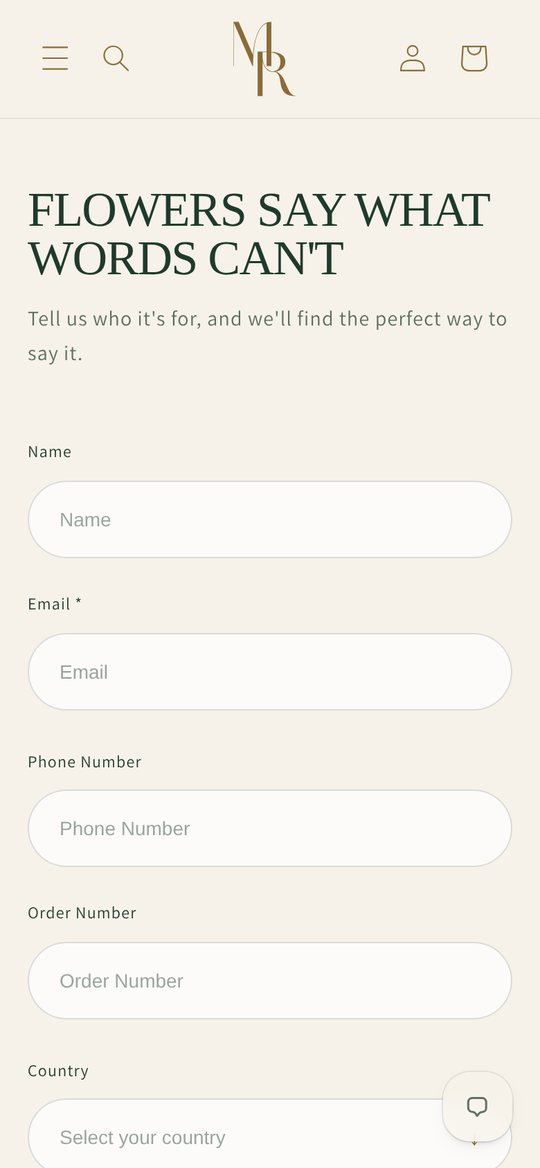 MR
FLOWERS SAY WHAT
WORDS CAN'T
Tell us who it's for, and we'll find the perfect way to
say it.
Name
Name
Email *
Email
Phone Number
Phone Number
Order Number
Order Number
Country
Select your country